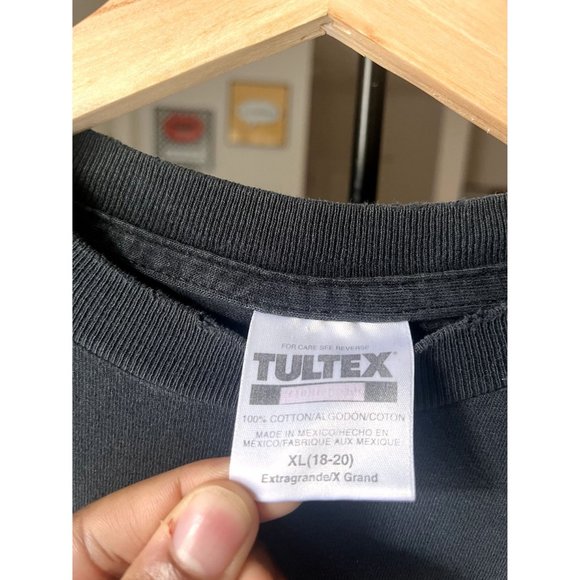 FOR CARE SEE REVERSE
TULTEX®
100% COTTON/ALGODON/COTON
MADE IN MEXICO/HECHO EN
MÉXICO/FABRIQUE AUX MEXIQUE
XL(18-20)
Extragrande/X Grand